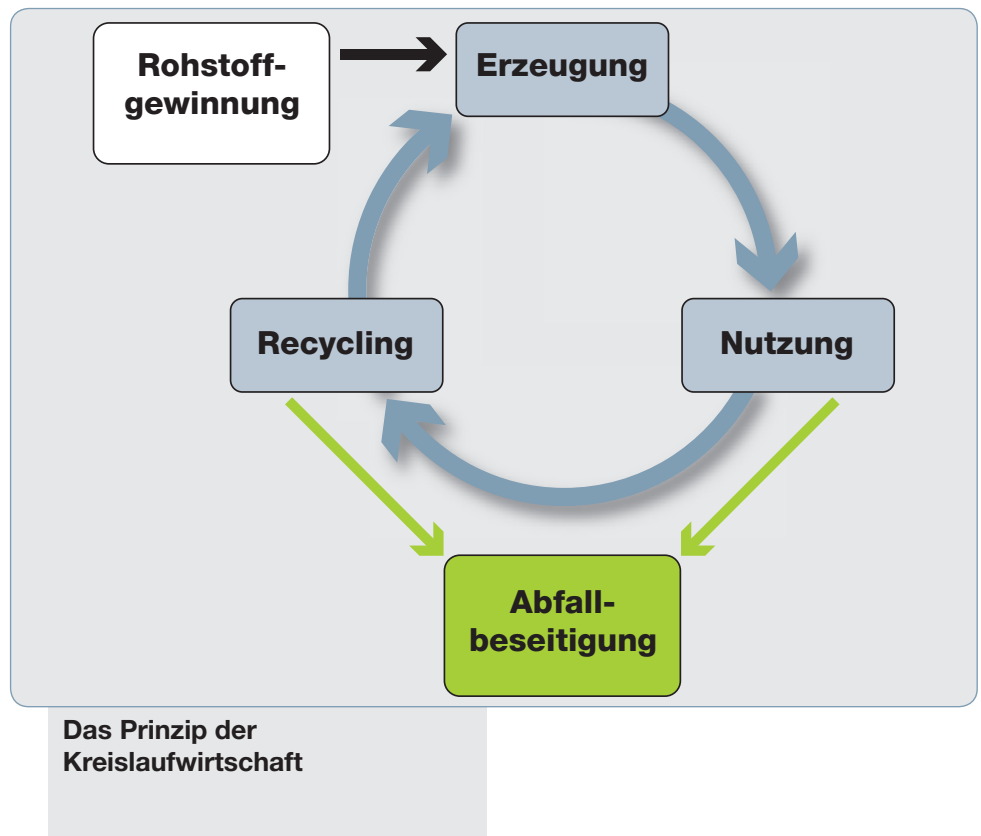 Rohstoff-
gewinnung
Erzeugung
Recycling
Nutzung
Abfall-
beseitigung
Das Prinzip der
Kreislaufwirtschaft